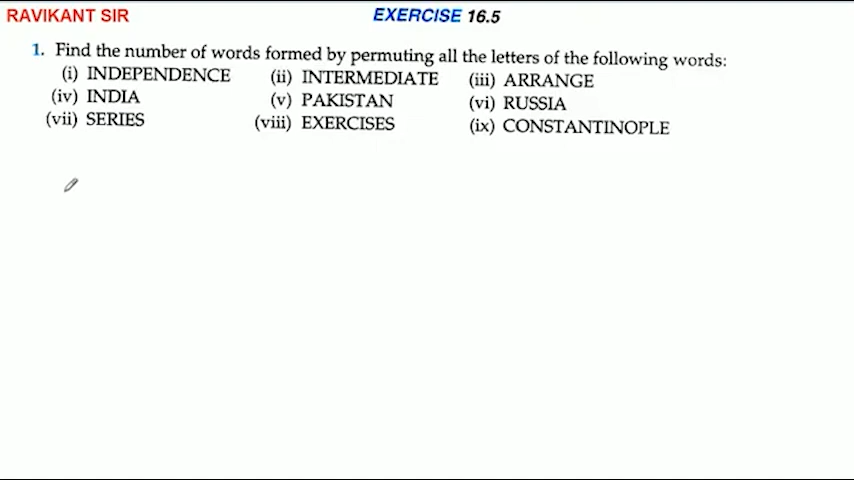 RAVIKANT SIR EXERCISE 16.5
1. Find the number of words formed by permuting all the letters of the following words:
(i) INDEPENDENCE (ii) INTERMEDIATE (iii) ARRANGE
(iv) INDIA (v) PAKISTAN (vi) RUSSIA
(vii) SERIES (viii) EXERCISES (ix) CONSTANTINOPLE